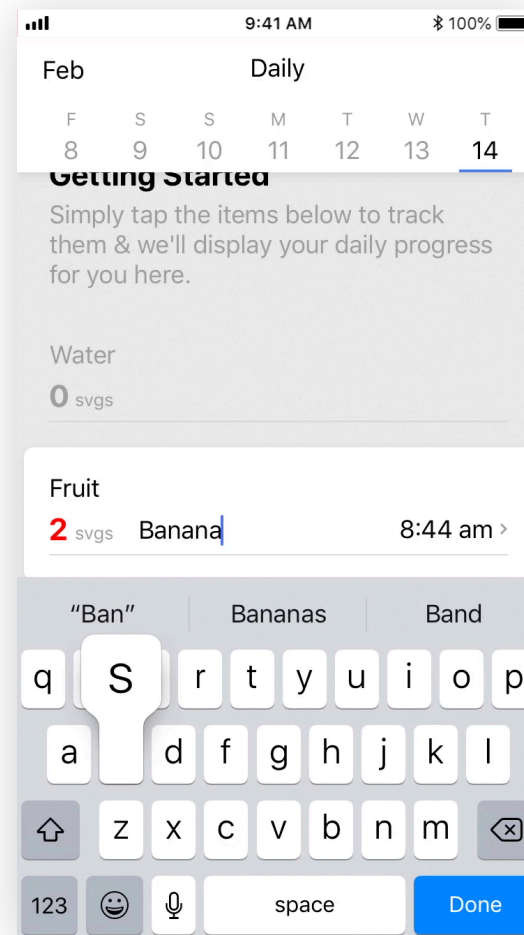 9:41 AM 100%
Feb Daily
F S S M T W T
8 9 10 11 12 13 14
Getting Started
Simply tap the items below to track
them & we'll display your daily progress
for you here.
Water
0 svgs
Fruit
2 svgs Banana 8:44 am
“Ban” Bananas Band
q S r t y u i o p
a d f g h j k l
z x c v b n m
123 space Done